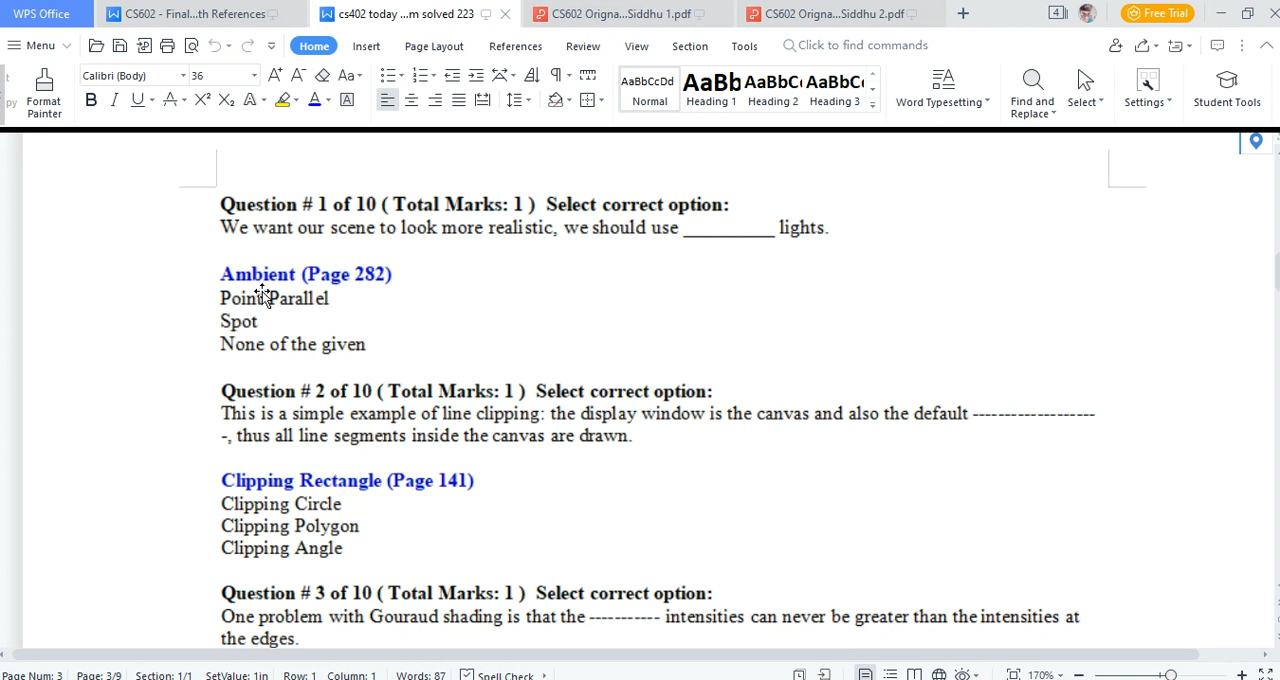 WPS Office
CS602 - Final...th References
cs402 today ...m solved 223
CS602 Origna...Siddhu 1.pdf
CS602 Origna...Siddhu 2.pdf
4
Free Trial
Menu
Home
Insert
Page Layout
References
Review
View
Section
Tools
Click to find commands
Format
Painter
Calibri (Body)
36
AaBbCcDd
Normal
AaBb
Heading 1
AaBbC
Heading 2
AaBbC
Heading 3
Word Typesetting
Find and
Replace
Select
Settings
Student Tools
Question # 1 of 10 ( Total Marks: 1 ) Select correct option:
We want our scene to look more realistic, we should use _________ lights.
Ambient (Page 282)
Point Parallel
Spot
None of the given
Question # 2 of 10 ( Total Marks: 1 ) Select correct option:
This is a simple example of line clipping: the display window is the canvas and also the default -------------------
-, thus all line segments inside the canvas are drawn.
Clipping Rectangle (Page 141)
Clipping Circle
Clipping Polygon
Clipping Angle
Question # 3 of 10 ( Total Marks: 1 ) Select correct option:
One problem with Gouraud shading is that the ----------- intensities can never be greater than the intensities at
the edges.
Page Num: 3 Page: 3/9 Section: 1/1 SetValue: 1in Row: 1 Column: 1 Words: 87 Spell Check
170%